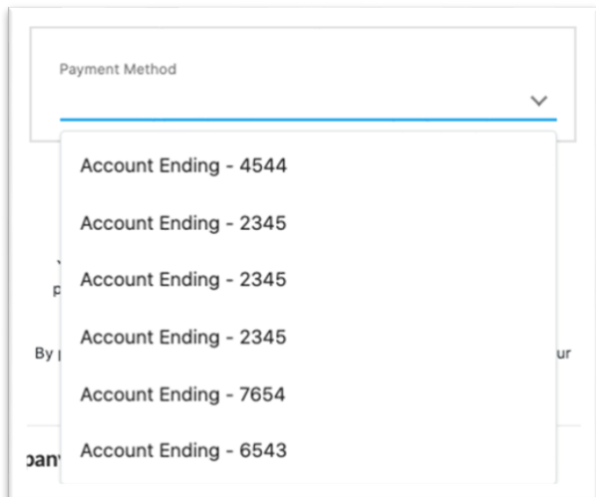 Payment Method
Account Ending - 4544
Account Ending - 2345
Account Ending - 2345
Account Ending - 2345
Account Ending - 7654
Account Ending - 6543
By